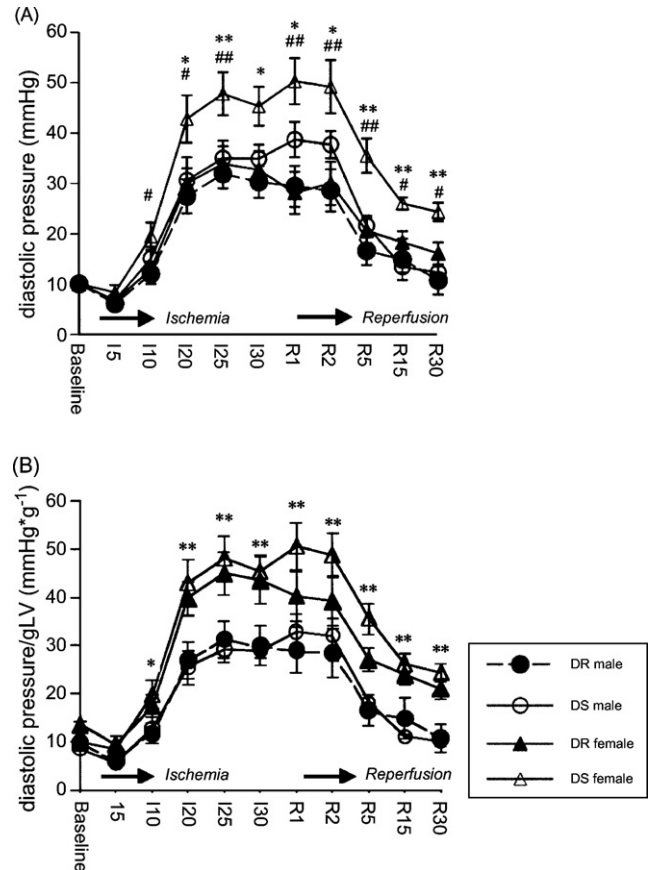 (A)
diastolic pressure (mmHg)
60
50
40
30
20
10
0
#
*
#
**
##
*
*
##
*
##
**
##
**
#
**
#
Ischemia
Reperfusion
Baseline
I5
I10
I20
I25
I30
R1
R2
R5
R15
R30
(B)
diastolic pressure/gLV (mmHg*g-1)
60
50
40
30
20
10
0
*
**
**
**
**
**
**
**
**
Ischemia
Reperfusion
Baseline
15
I10
I20
I25
I30
R1
R2
R5
R15
R30
DR male
DS male
DR female
DS female